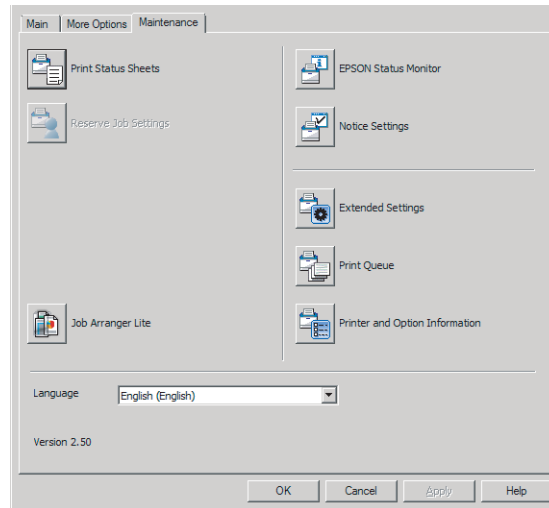 Main
More Options
Maintenance
Print Status Sheets
Reserve Job Settings
Job Arranger Lite
EPSON Status Monitor
Notice Settings
Extended Settings
Print Queue
Printer and Option Information
Language
English (English)
Version 2.50
OK
Cancel
Apply
Help